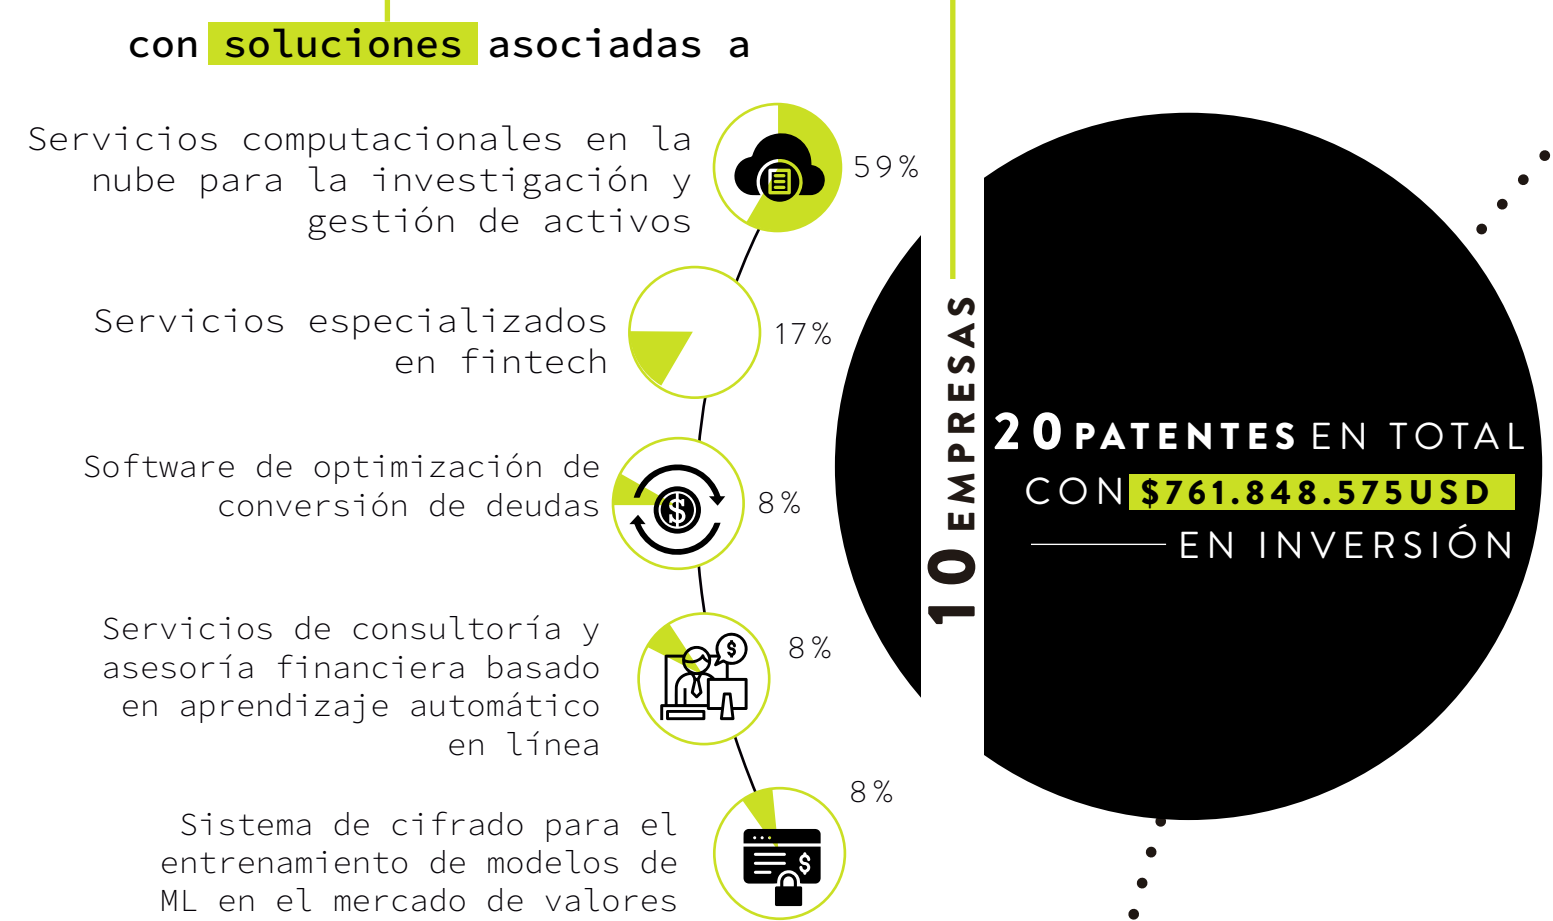 con soluciones asociadas a
Servicios computacionales en la
nube para la investigación y
gestión de activos
59%
Servicios especializados
en fintech
17%
Software de optimización de
conversión de deudas
8%
Servicios de consultoría y
asesoría financiera basado
en aprendizaje automático
en línea
8%
Sistema de cifrado para el
entrenamiento de modelos de
ML en el mercado de valores
8%
10 EMPRESAS
20 PATENTES EN TOTAL
CON $761.848.575USD
EN INVERSIÓN
$
$
$